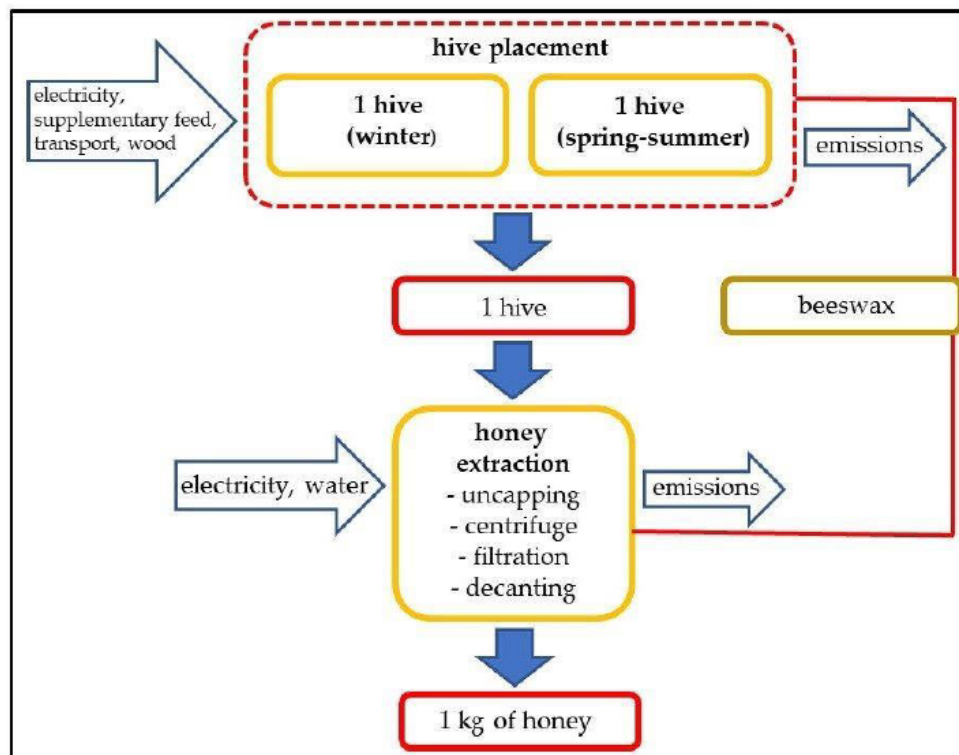 hive placement
1 hive
(winter)
1 hive
(spring-summer)
electricity,
supplementary feed,
transport, wood
emissions
1 hive
beeswax
honey
extraction
- uncapping
- centrifuge
- filtration
- decanting
electricity, water
emissions
1 kg of honey